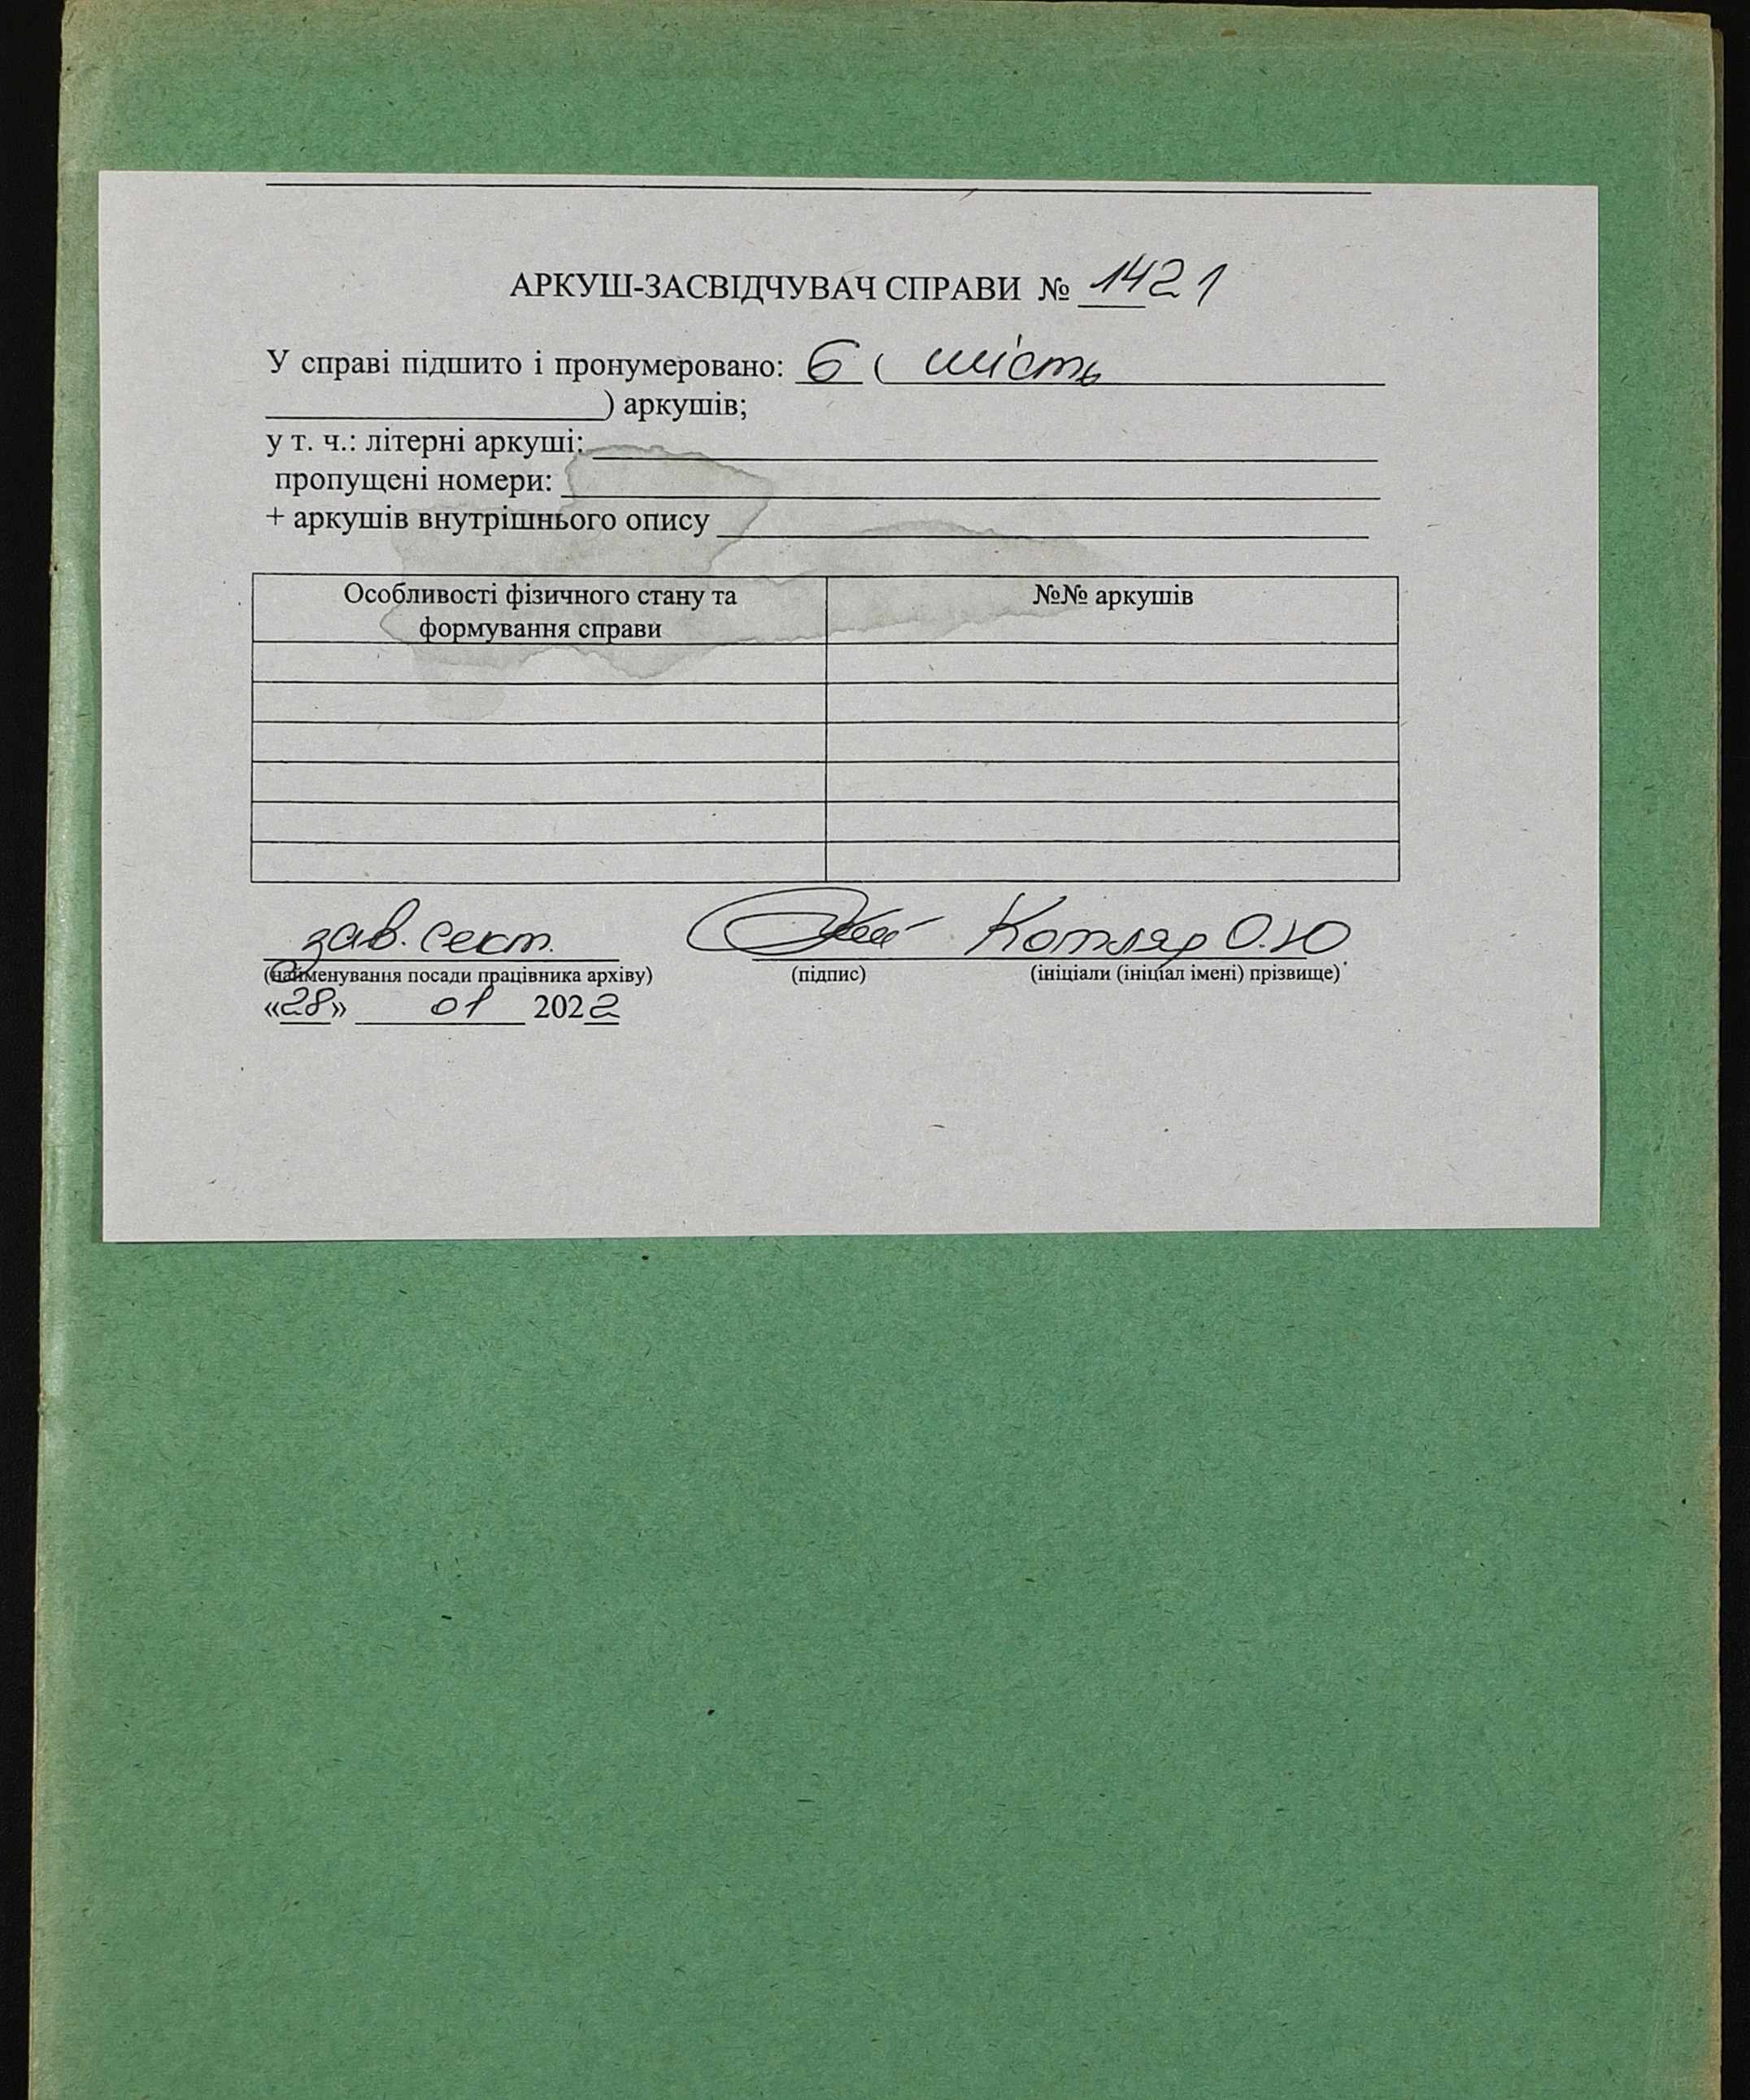 АРКУШ-ЗАСВІДЧУВАЧ СПРАВИ № 1421
У справі підшито і пронумеровано: 6 ( шість
) аркушів;
у т. ч.: літерні аркуші:
пропущені номери:
+ аркушів внутрішнього опису
Особливості фізичного стану та
формування справи
№№ аркушів
зав. сект. Котляр О.Ю
(найменування посади працівника архіву) (підпис) (ініціали (ініціал імені) прізвище)
«28» 01 2022